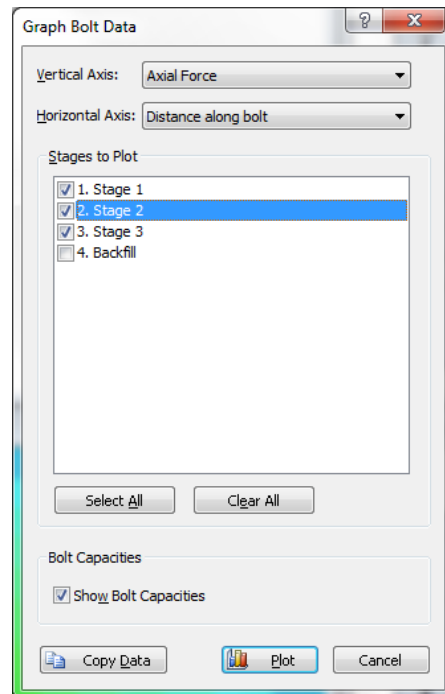 Graph Bolt Data
Vertical Axis: Axial Force
Horizontal Axis: Distance along bolt
Stages to Plot
1. Stage 1
2. Stage 2
3. Stage 3
4. Backfill
Select All Clear All
Bolt Capacities
Show Bolt Capacities
Copy Data Plot Cancel